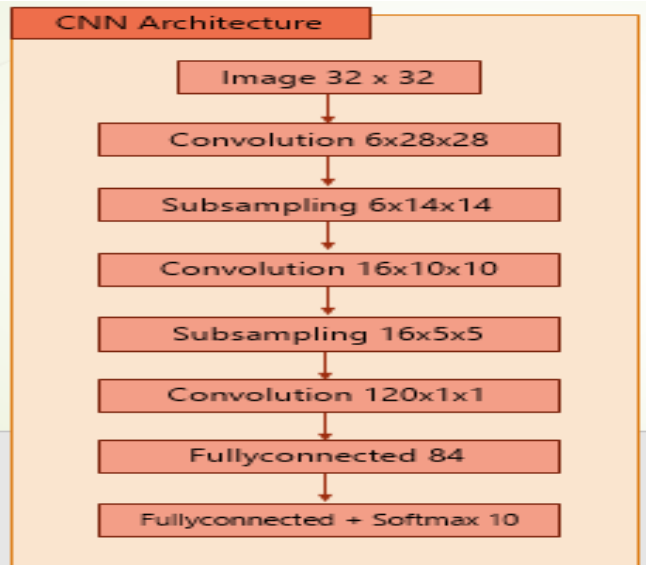 CNN Architecture
Image 32 x 32
Convolution 6x28x28
Subsampling 6x14x14
Convolution 16x10x10
Subsampling 16x5x5
Convolution 120x1x1
Fullyconnected 84
Fullyconnected + Softmax 10